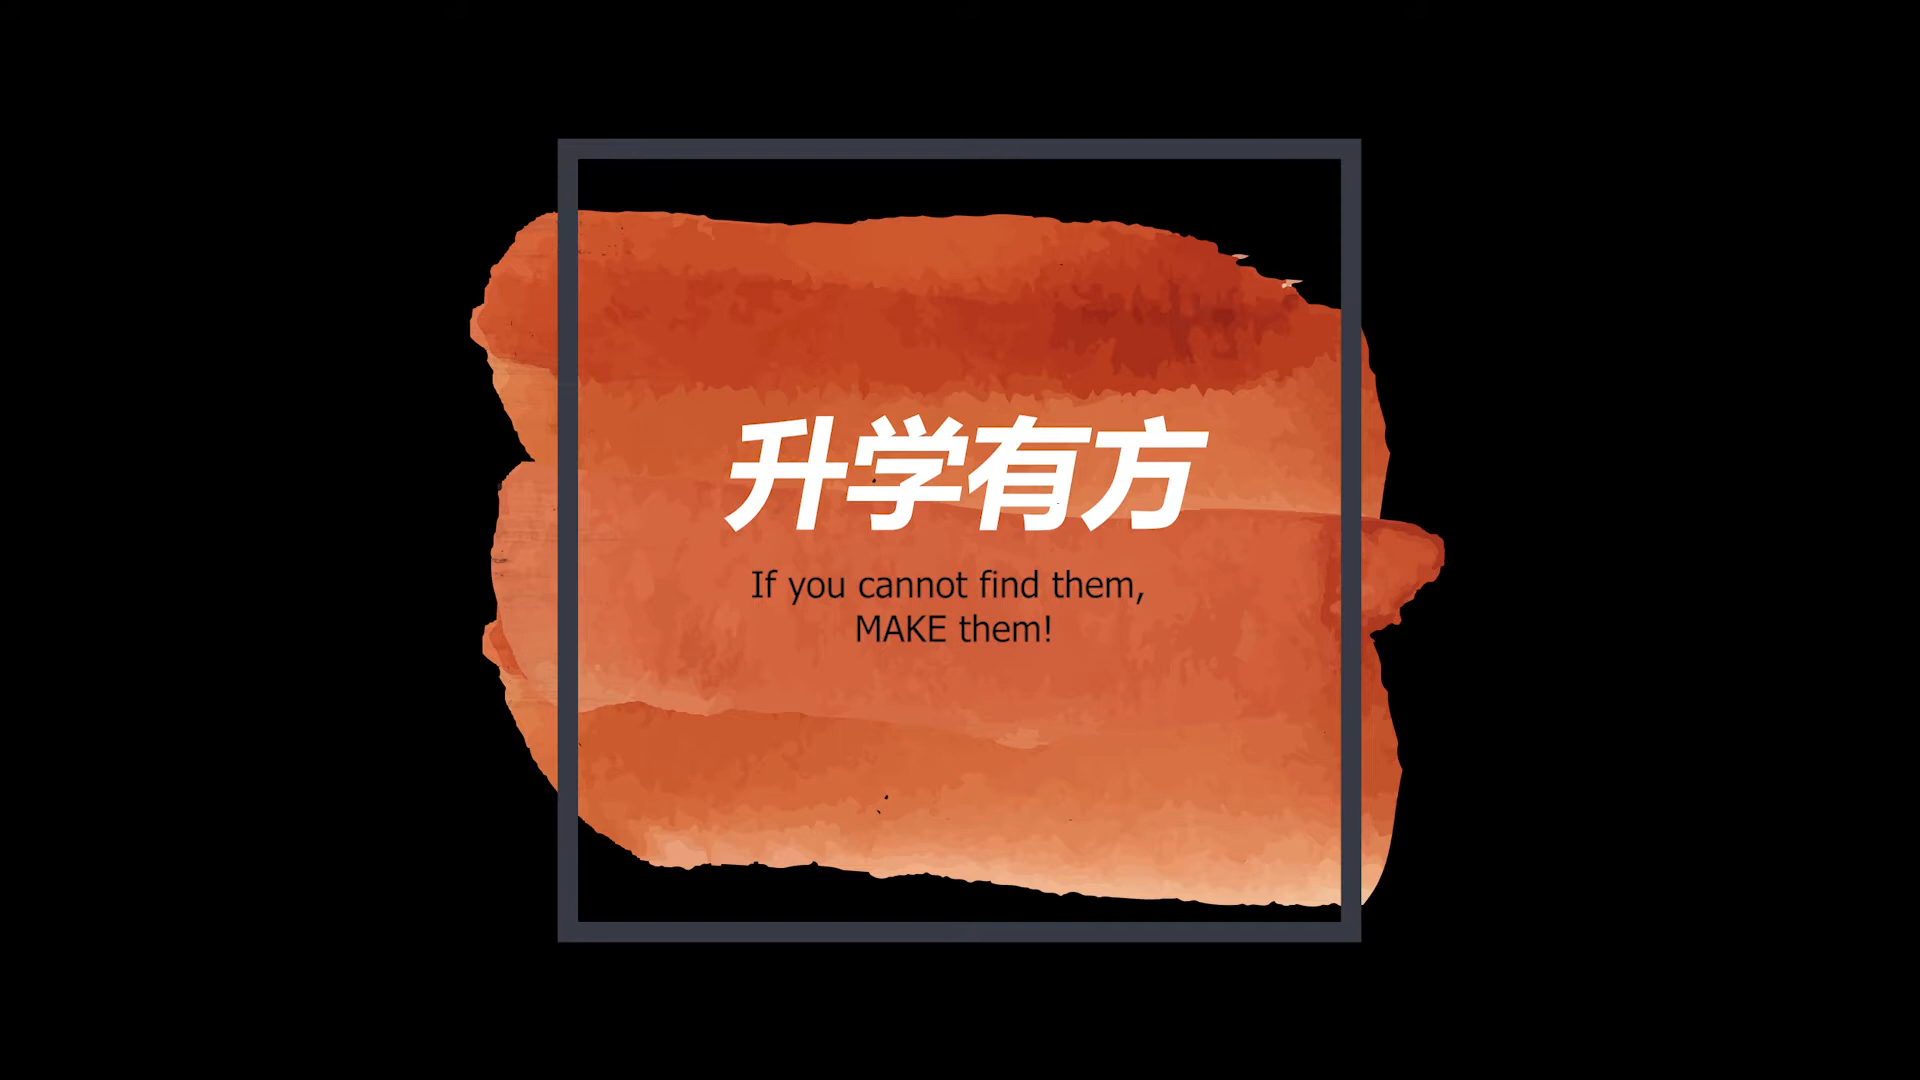 升学有方
If you cannot find them,
MAKE them!